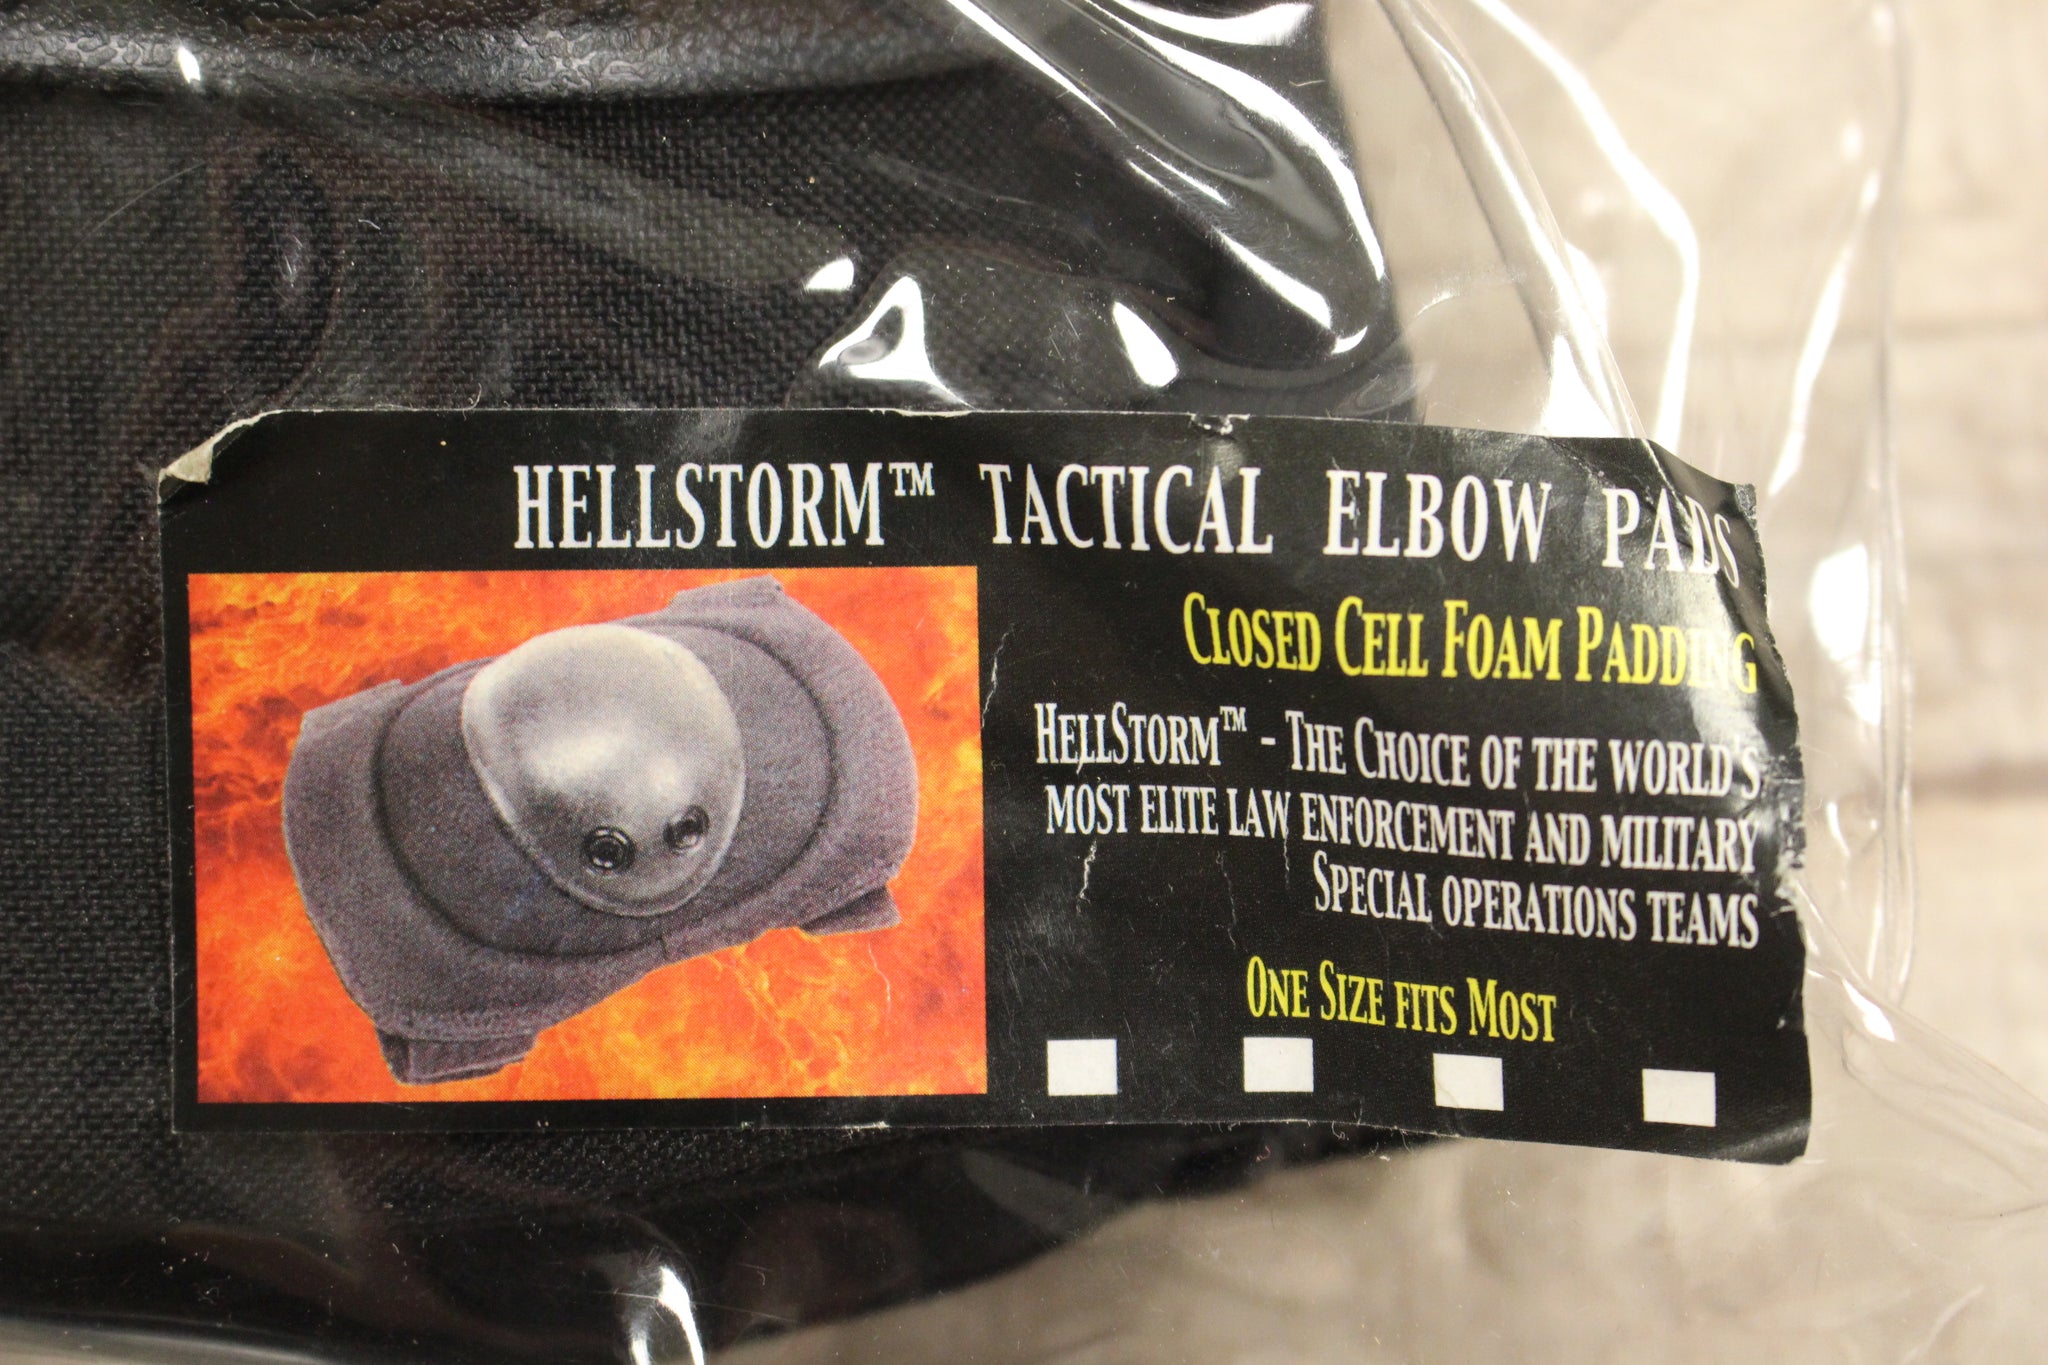 HELLSTORM™ TACTICAL ELBOW PADS
CLOSED CELL FOAM PADDING
HELLSTORM™ - THE CHOICE OF THE WORLD'S
MOST ELITE LAW ENFORCEMENT AND MILITARY
SPECIAL OPERATIONS TEAMS
ONE SIZE FITS MOST